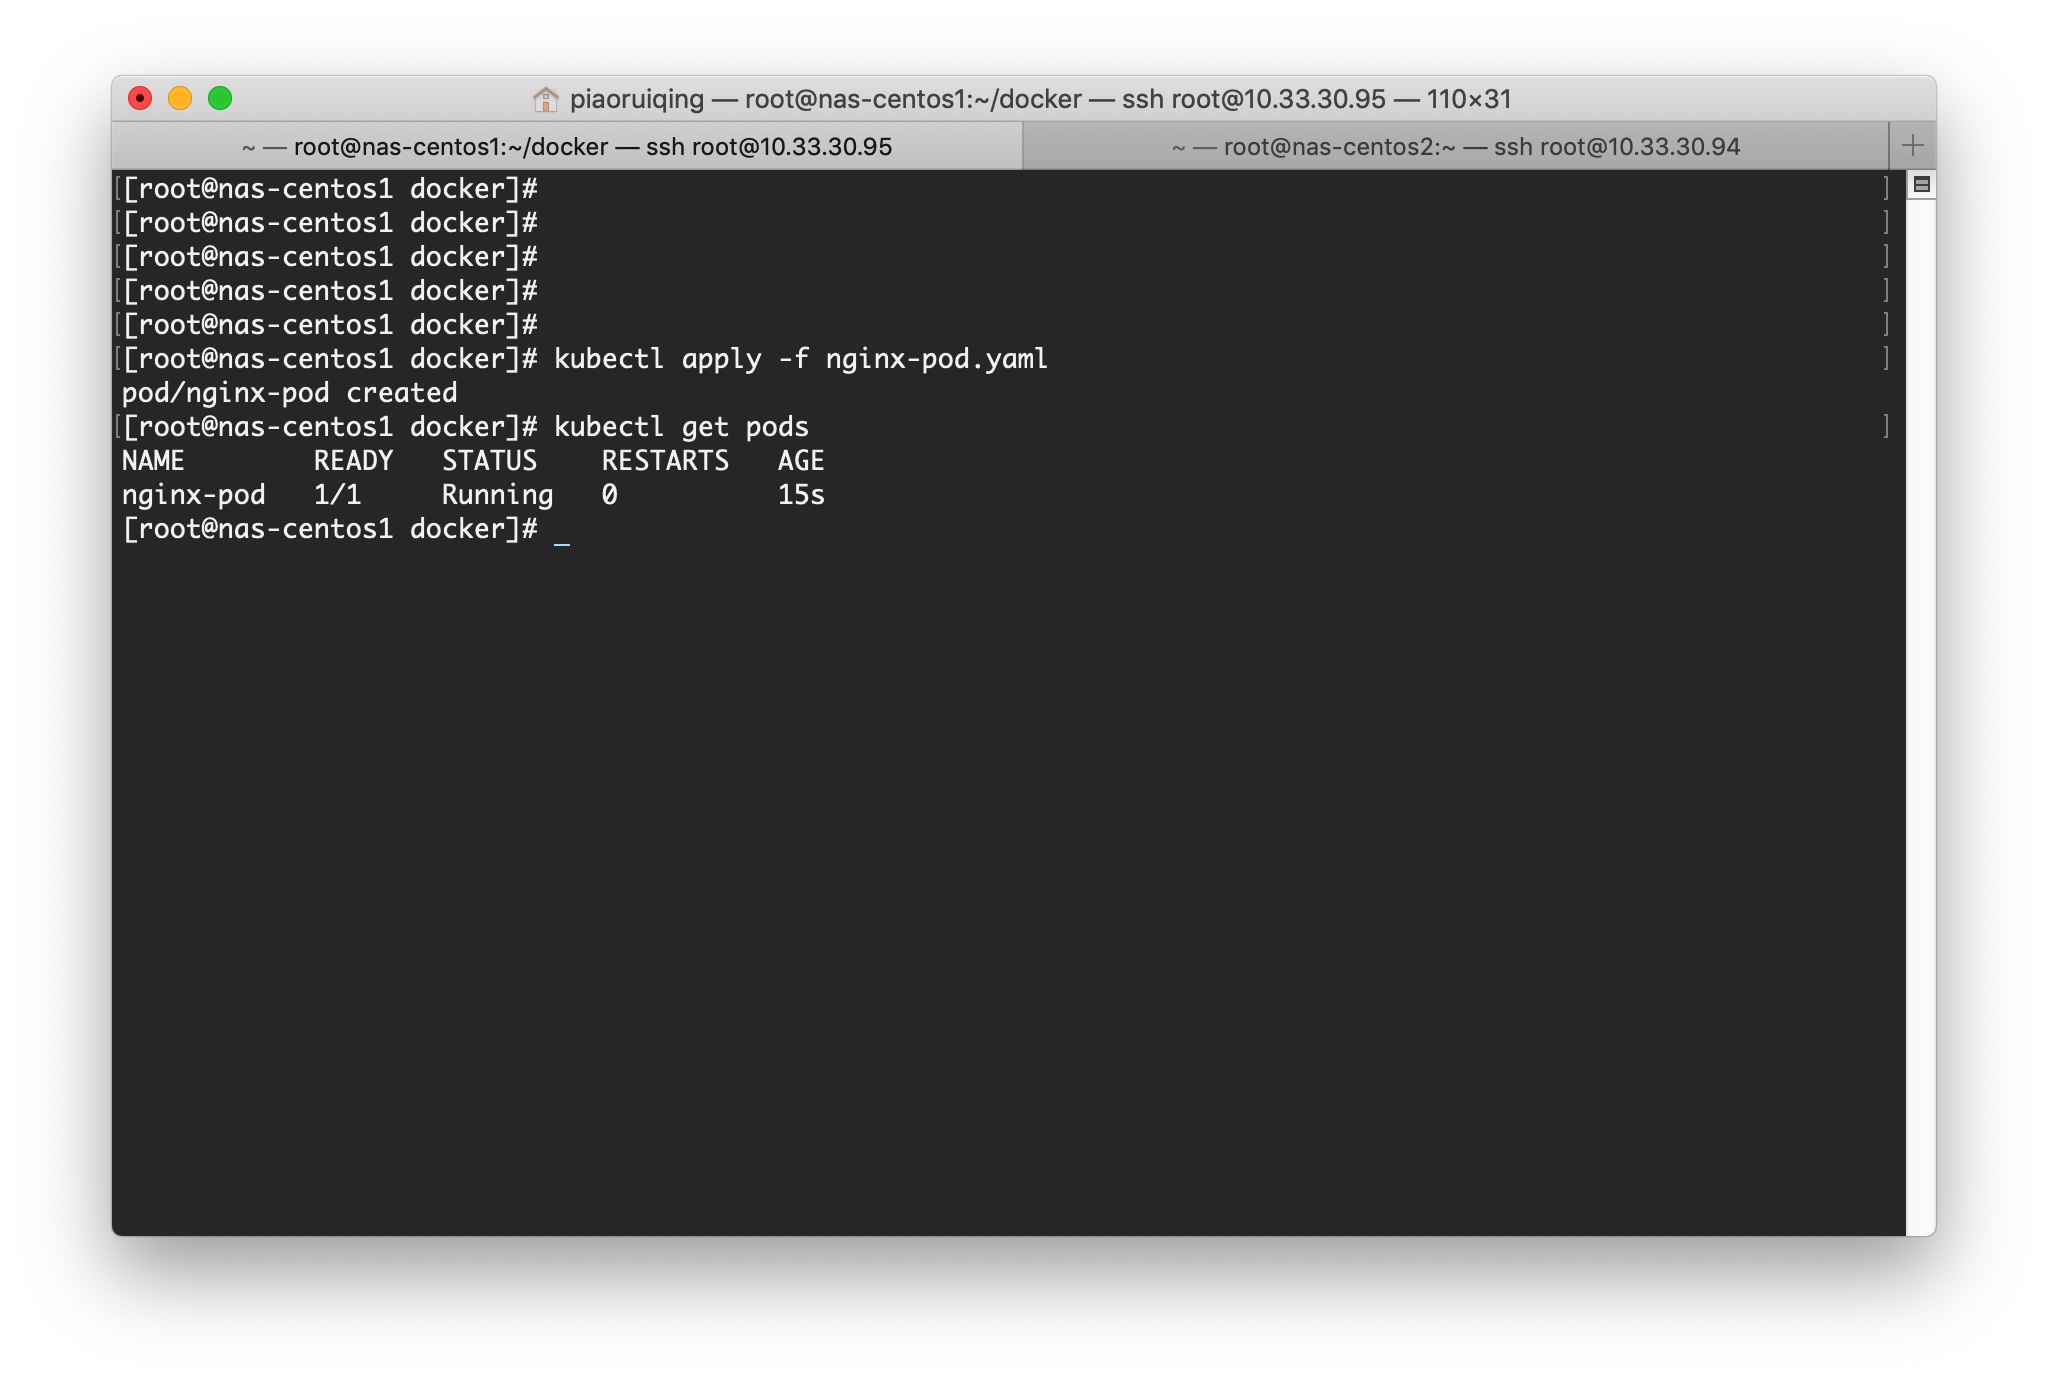 piaoruiqing — root@nas-centos1:~/docker — ssh root@10.33.30.95 — 110×31
~ — root@nas-centos1:~/docker — ssh root@10.33.30.95
~ — root@nas-centos2:~ — ssh root@10.33.30.94
[[root@nas-centos1 docker]# ]
[[root@nas-centos1 docker]# ]
[[root@nas-centos1 docker]# ]
[[root@nas-centos1 docker]# ]
[[root@nas-centos1 docker]# ]
[[root@nas-centos1 docker]# kubectl apply -f nginx-pod.yaml ]
pod/nginx-pod created
[[root@nas-centos1 docker]# kubectl get pods ]
NAME        READY   STATUS    RESTARTS   AGE
nginx-pod   1/1     Running   0          15s
[root@nas-centos1 docker]# _